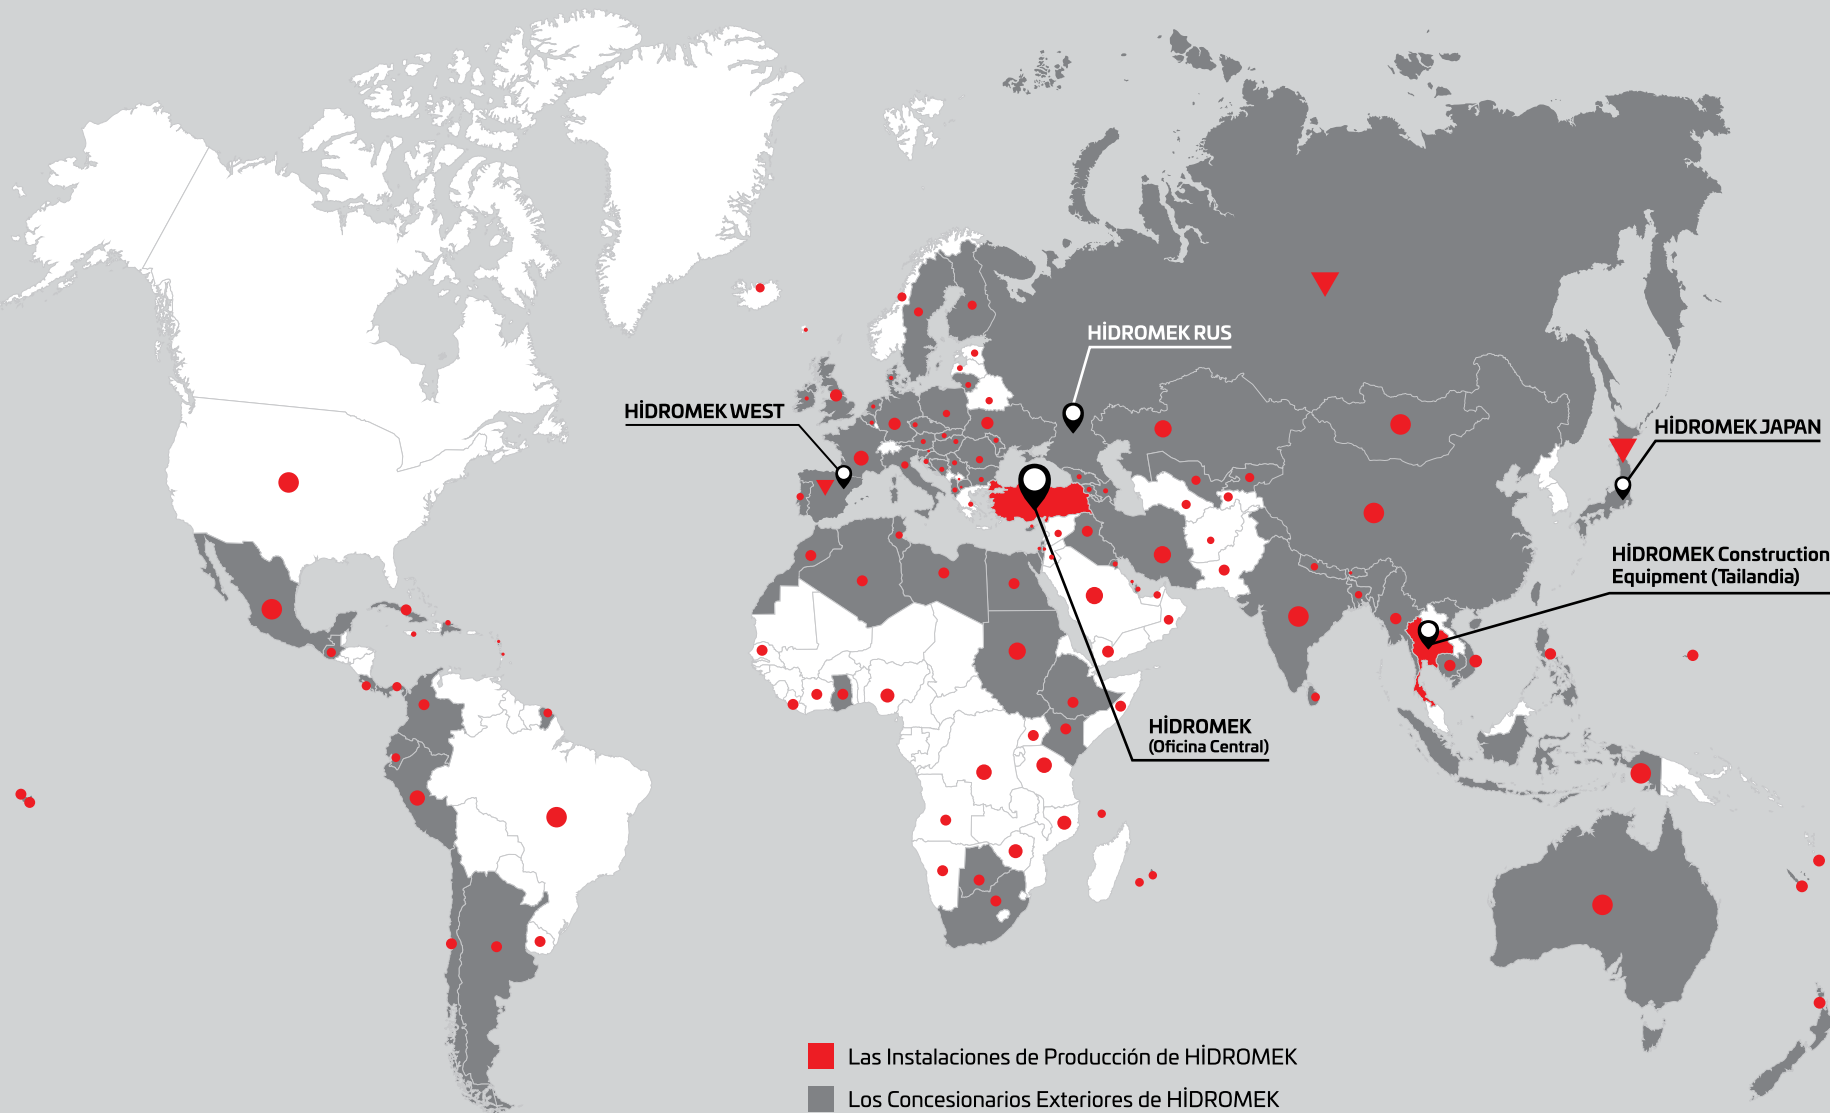 HİDROMEK RUS
HİDROMEK WEST
HİDROMEK JAPAN
HİDROMEK Construction
Equipment (Tailandia)
HİDROMEK
(Oficina Central)
Las Instalaciones de Producción de HİDROMEK
Los Concesionarios Exteriores de HİDROMEK